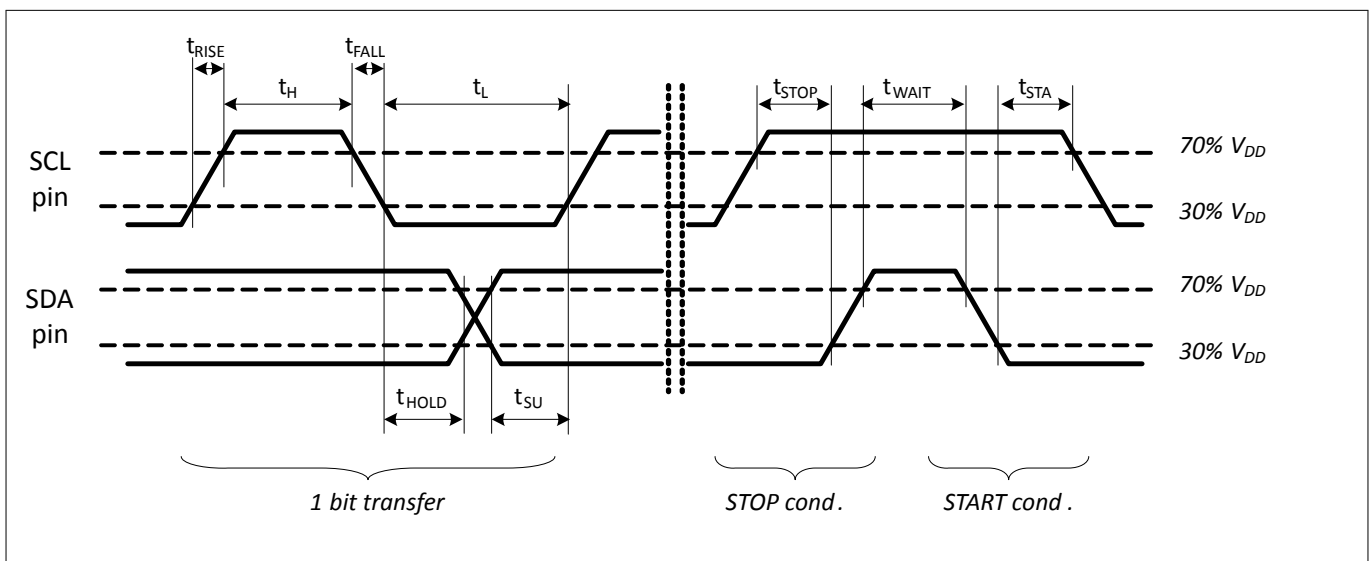 tRISE tFALL
tH tL tSTOP tWAIT tSTA
SCL pin
70% VDD
30% VDD
SDA pin
70% VDD
30% VDD
tHOLD tSU
1 bit transfer STOP cond . START cond .